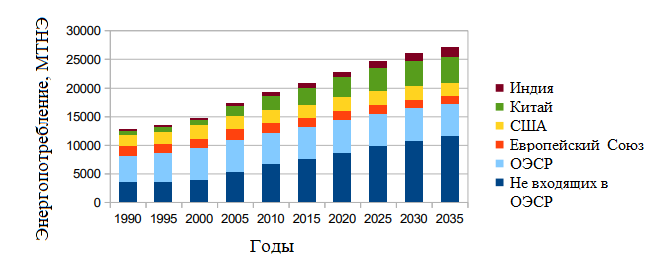 Энергопотребление, МТНЭ
30000
25000
20000
15000
10000
5000
0
1990 1995 2000 2005 2010 2015 2020 2025 2030 2035
Годы
Индия
Китай
США
Европейский Союз
ОЭСР
Не входящих в
ОЭСР